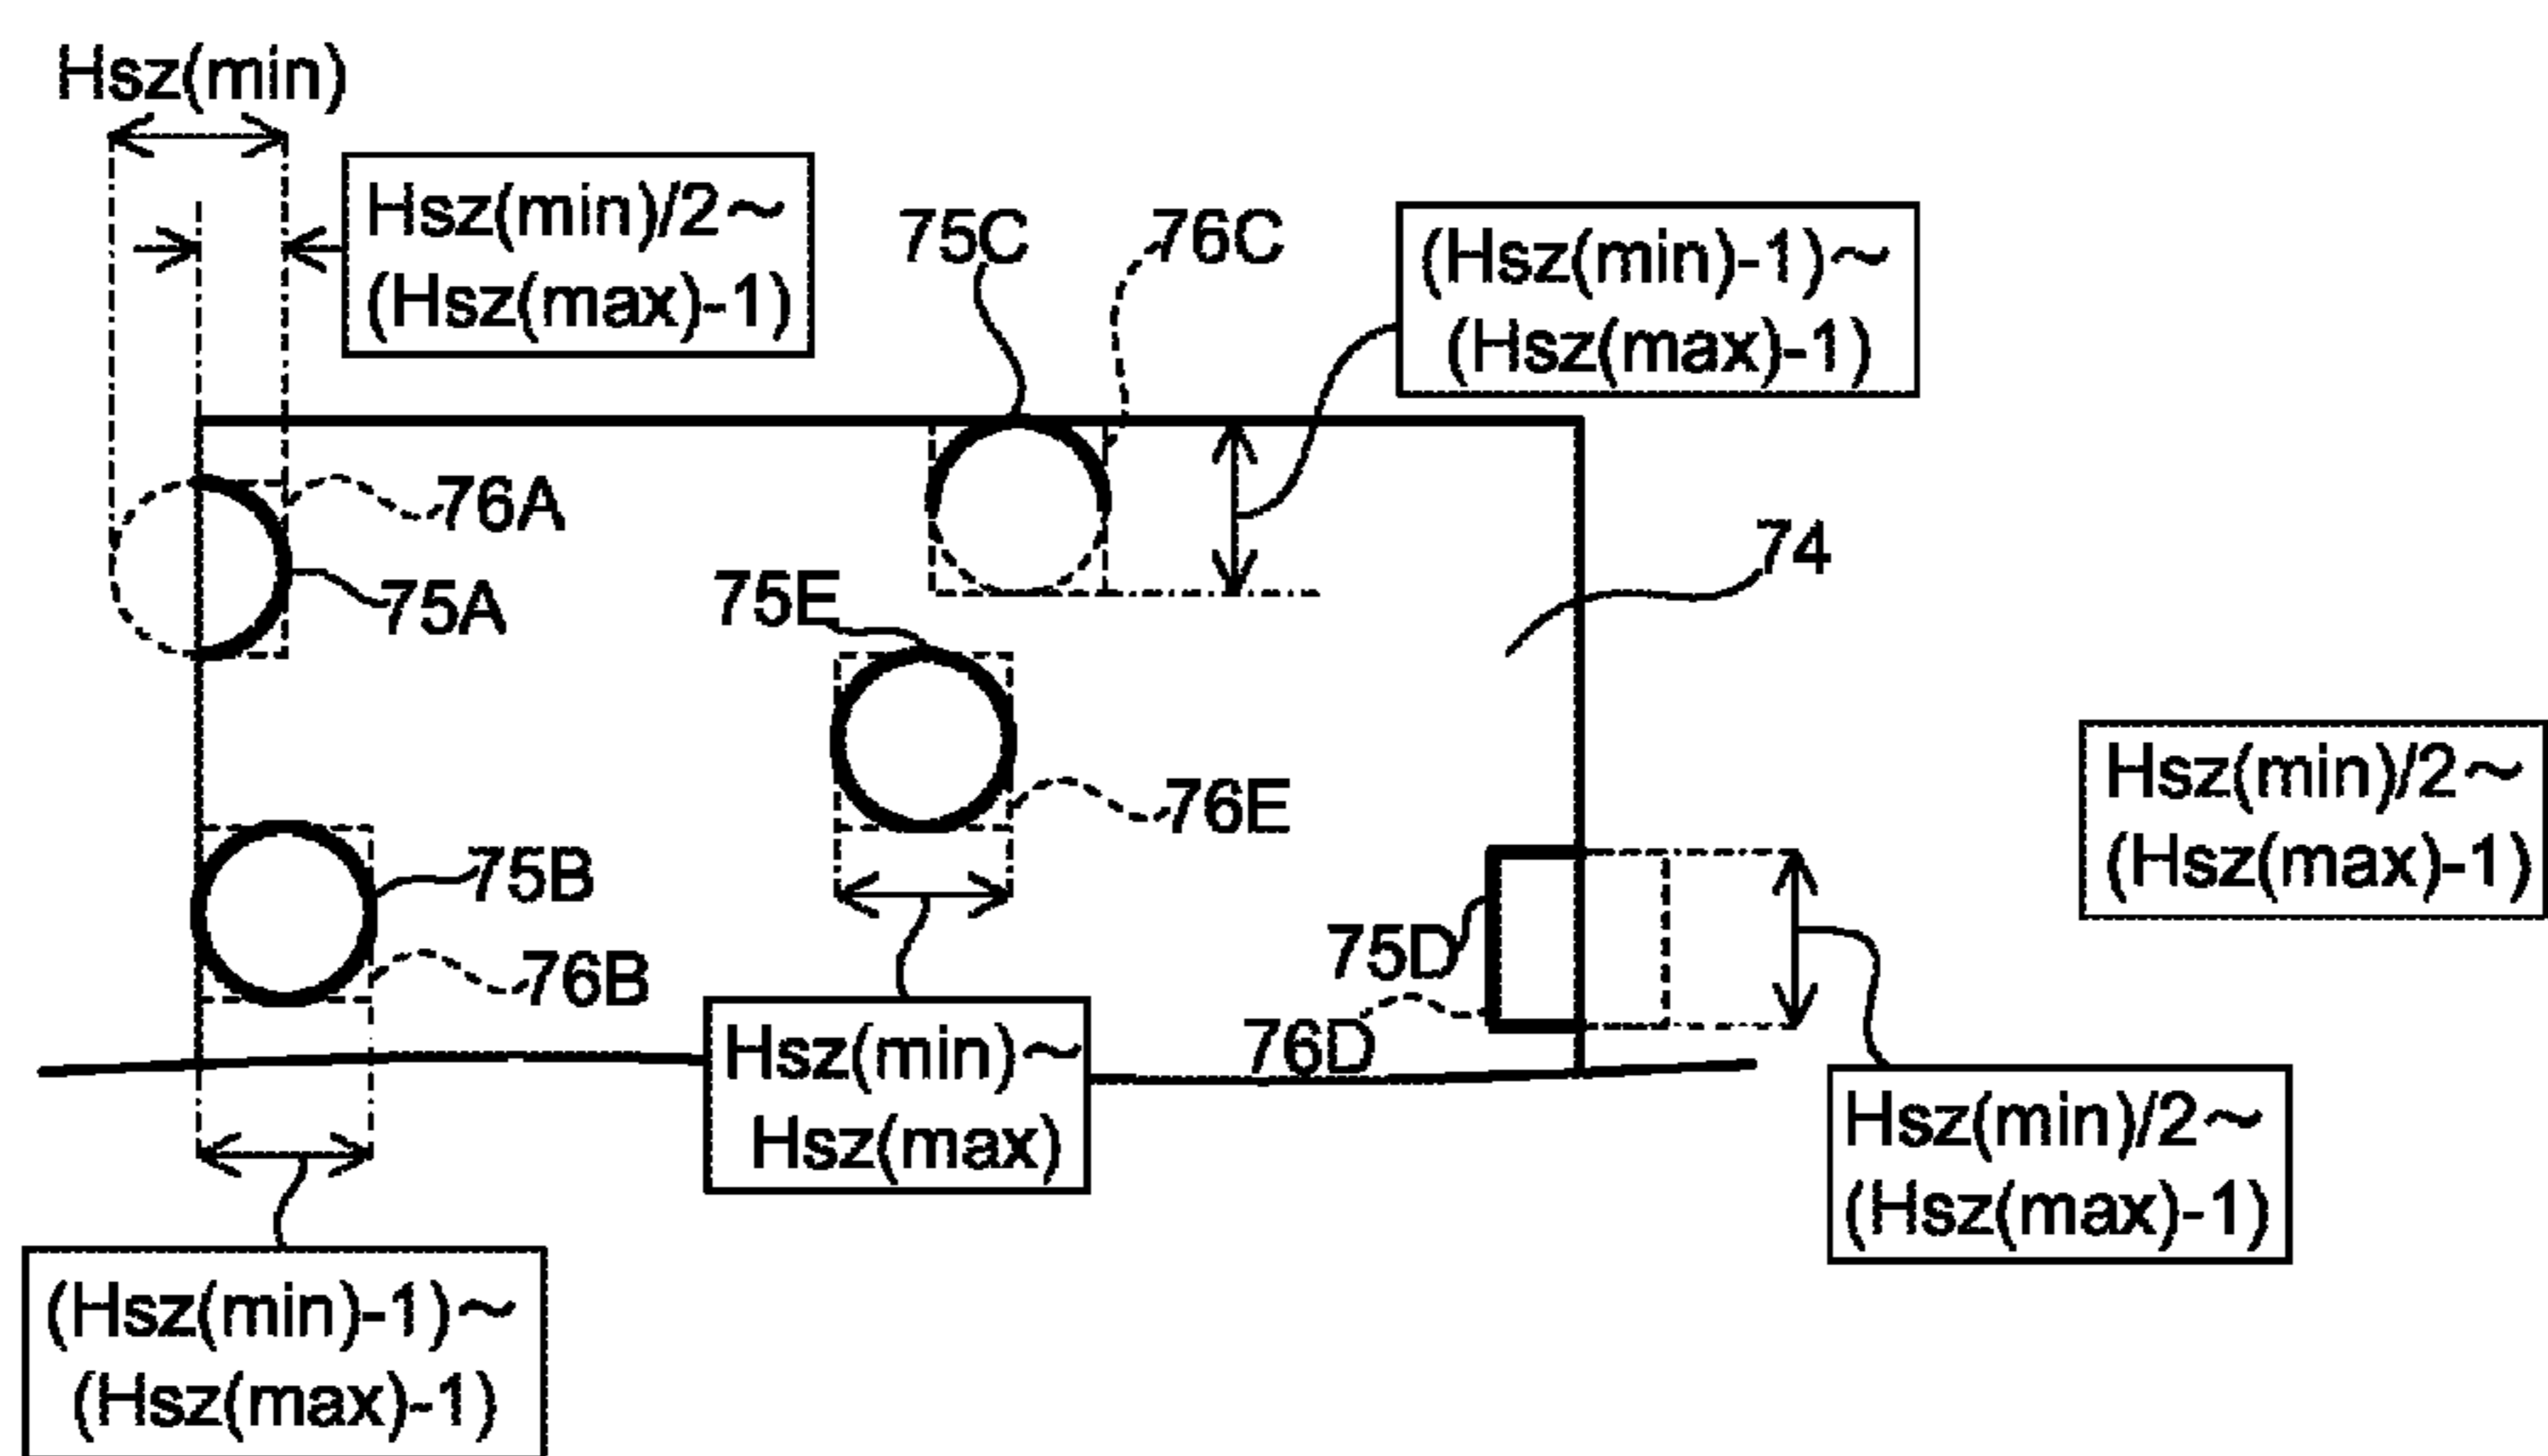 Hsz(min)
Hsz(min)/2~
(Hsz(max)-1)
75C
76C
(Hsz(min)-1)~
(Hsz(max)-1)
76A
75A
75E
74
76E
75B
76B
75D
76D
Hsz(min)/2~
(Hsz(max)-1)
Hsz(min)~
Hsz(max)
Hsz(min)/2~
(Hsz(max)-1)
(Hsz(min)-1)~
(Hsz(max)-1)